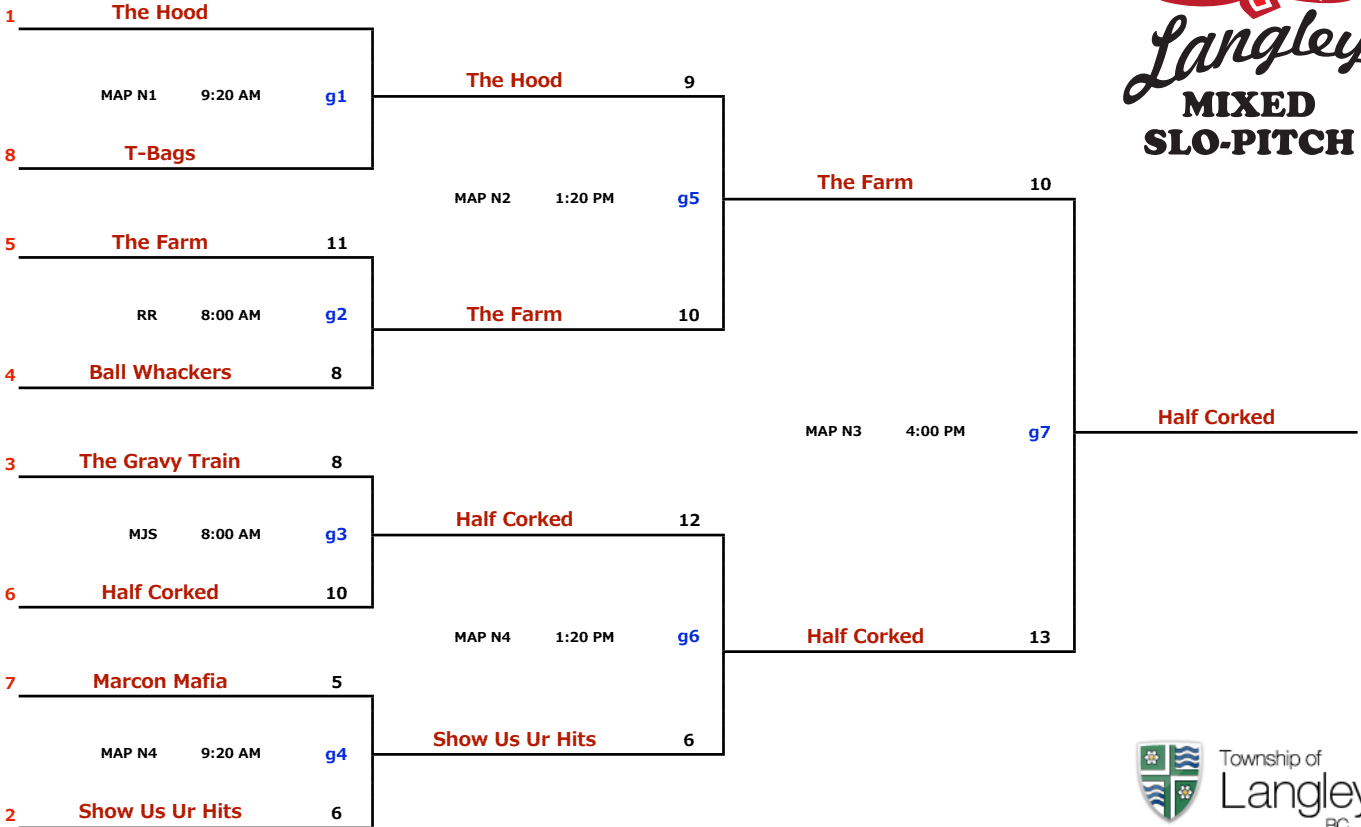 1 The Hood
MAP N1 9:20 AM g1
8 T-Bags
5 The Farm 11
RR 8:00 AM g2
4 Ball Whackers 8
3 The Gravy Train 8
MJS 8:00 AM g3
6 Half Corked 10
7 Marcon Mafia 5
MAP N4 9:20 AM g4
2 Show Us Ur Hits 6
The Hood 9
MAP N2 1:20 PM g5
The Farm 10
Half Corked 12
MAP N4 1:20 PM g6
Show Us Ur Hits 6
The Farm 10
MAP N3 4:00 PM g7
Half Corked 13
Half Corked
Langley
MIXED
SLO-PITCH
Township of
Langley